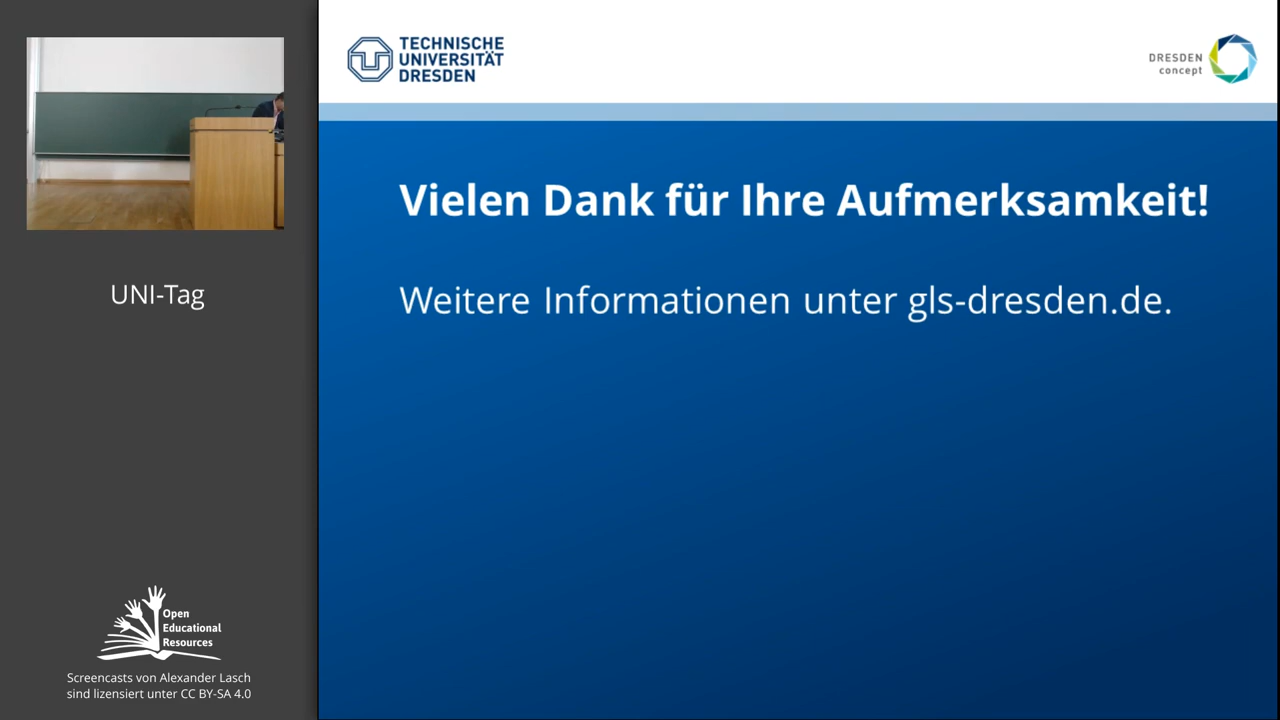 UNI-Tag
Open
Educational
Resources
Screencasts von Alexander Lasch
sind lizensiert unter CC BY-SA 4.0
TECHNISCHE
UNIVERSITÄT
DRESDEN
DRESDEN
concept
Vielen Dank für Ihre Aufmerksamkeit!
Weitere Informationen unter gls-dresden.de.